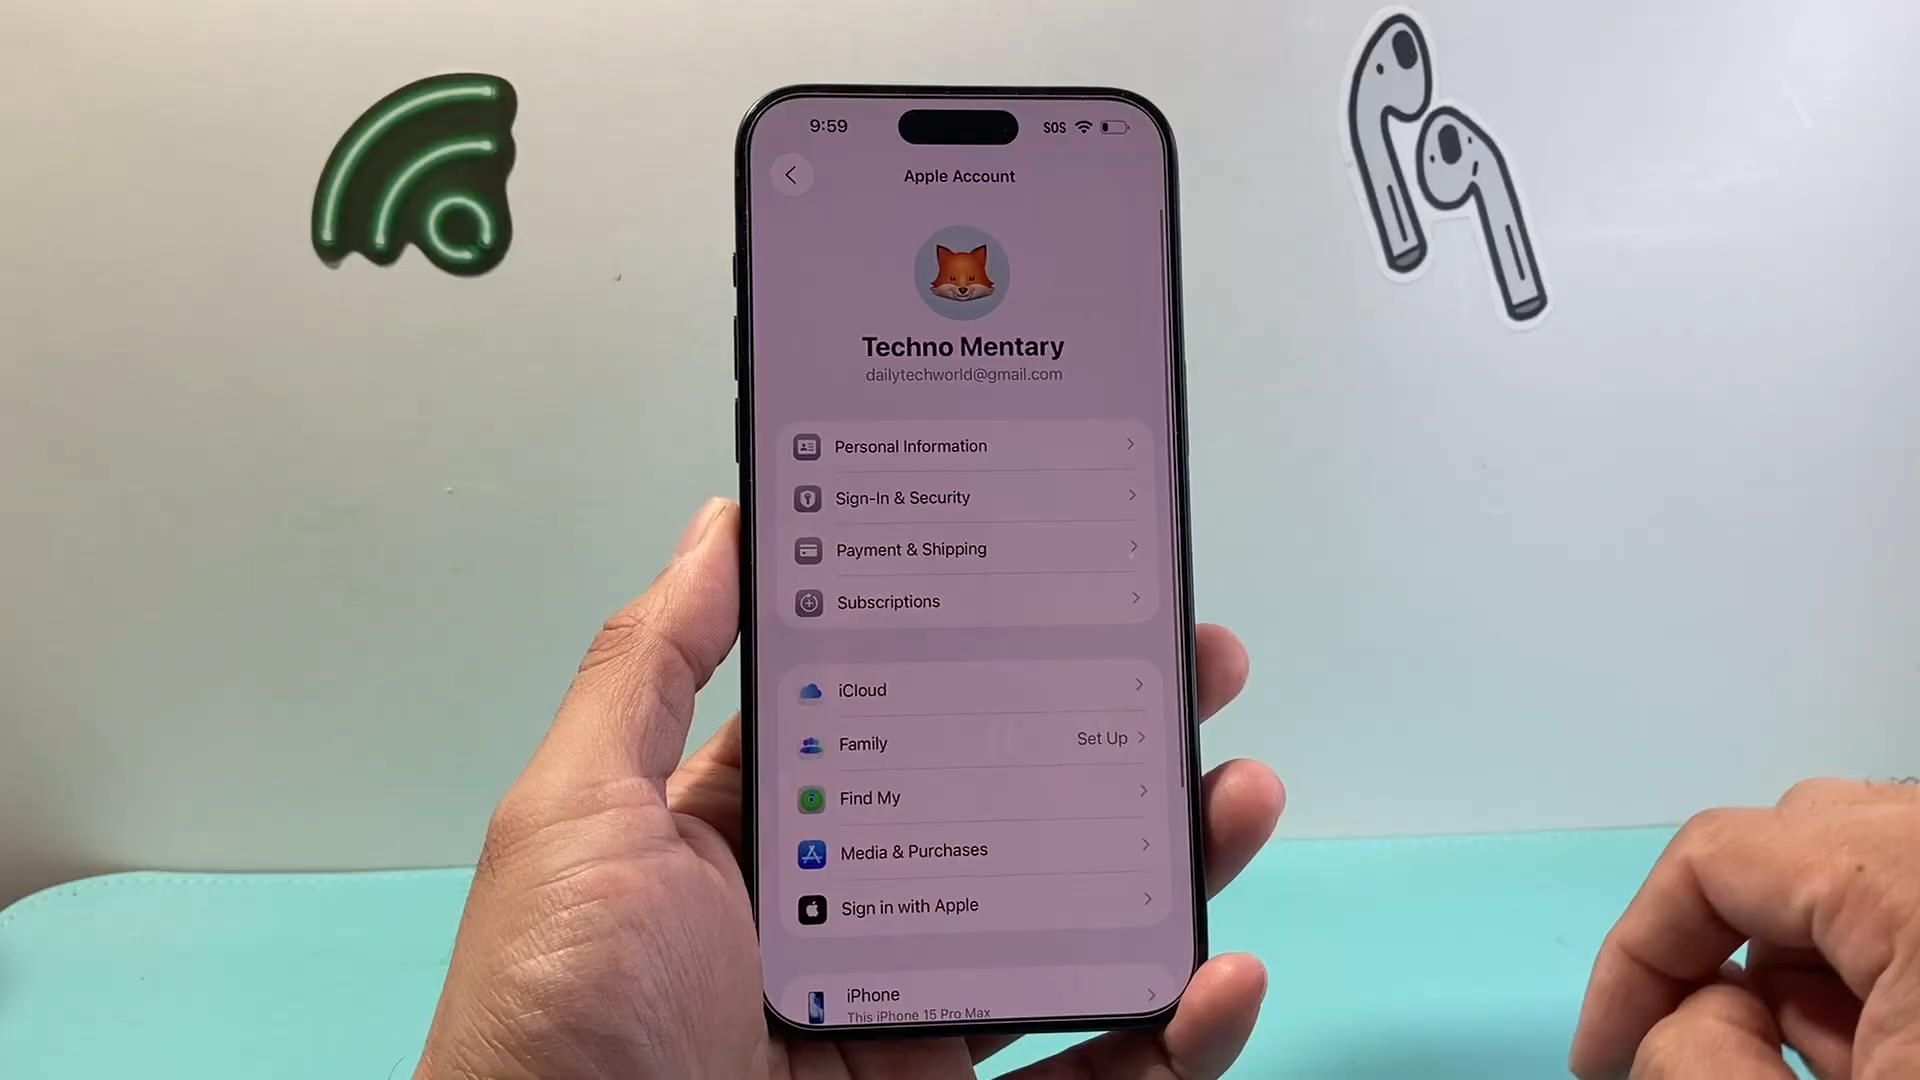 9:59
SOS
Apple Account
Techno Mentary
dailytechworld@gmail.com
Personal Information
Sign-In & Security
Payment & Shipping
Subscriptions
iCloud
Family Set Up
Find My
Media & Purchases
Sign in with Apple
iPhone
This iPhone 15 Pro Max